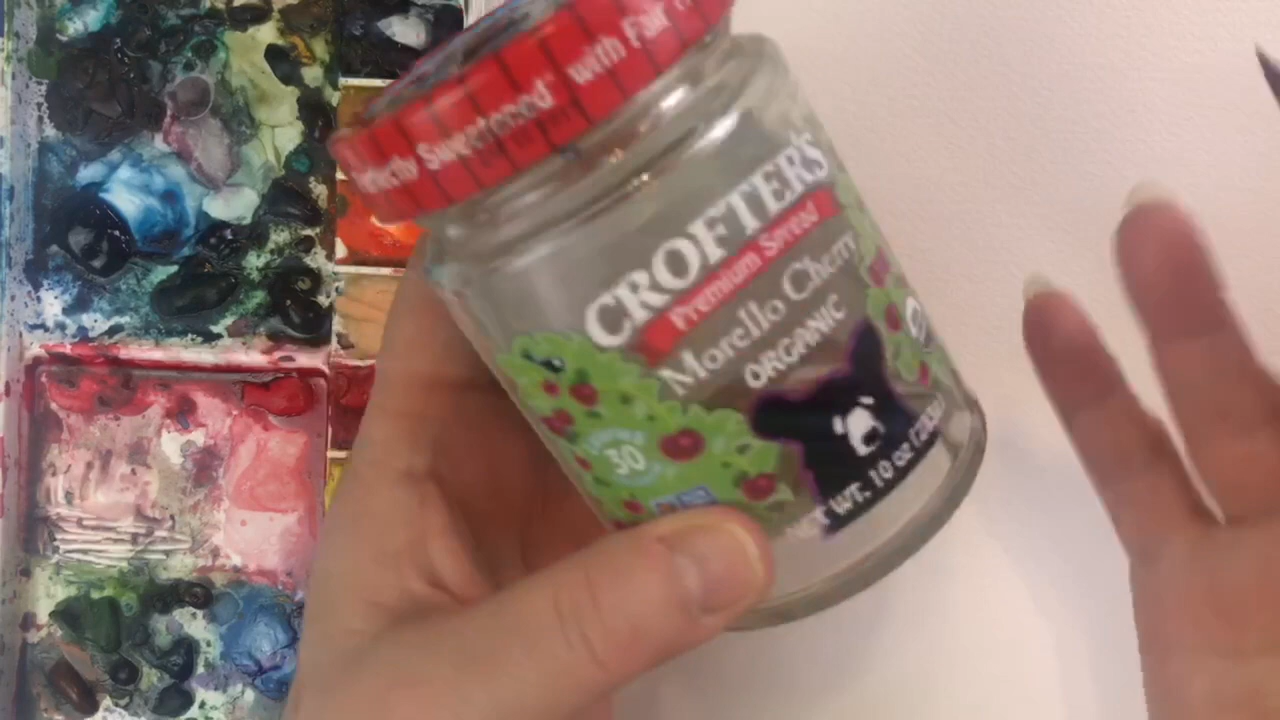 Sweetened with Fair
CROFTER'S
Premium Spread
Morello Cherry
ORGANIC
30
NET WT. 10 oz